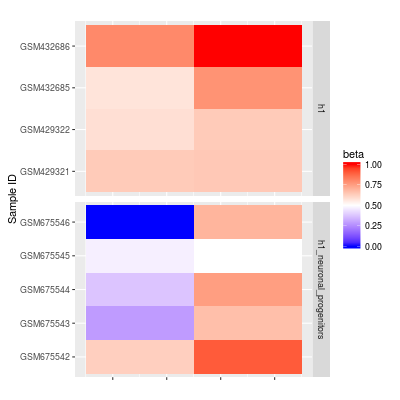 GSM432686
GSM432685
GSM429322
GSM429321
h1
GSM675546
GSM675545
GSM675544
GSM675543
GSM675542
h1_neuronal_progenitors
Sample ID
beta
1.00
0.75
0.50
0.25
0.00